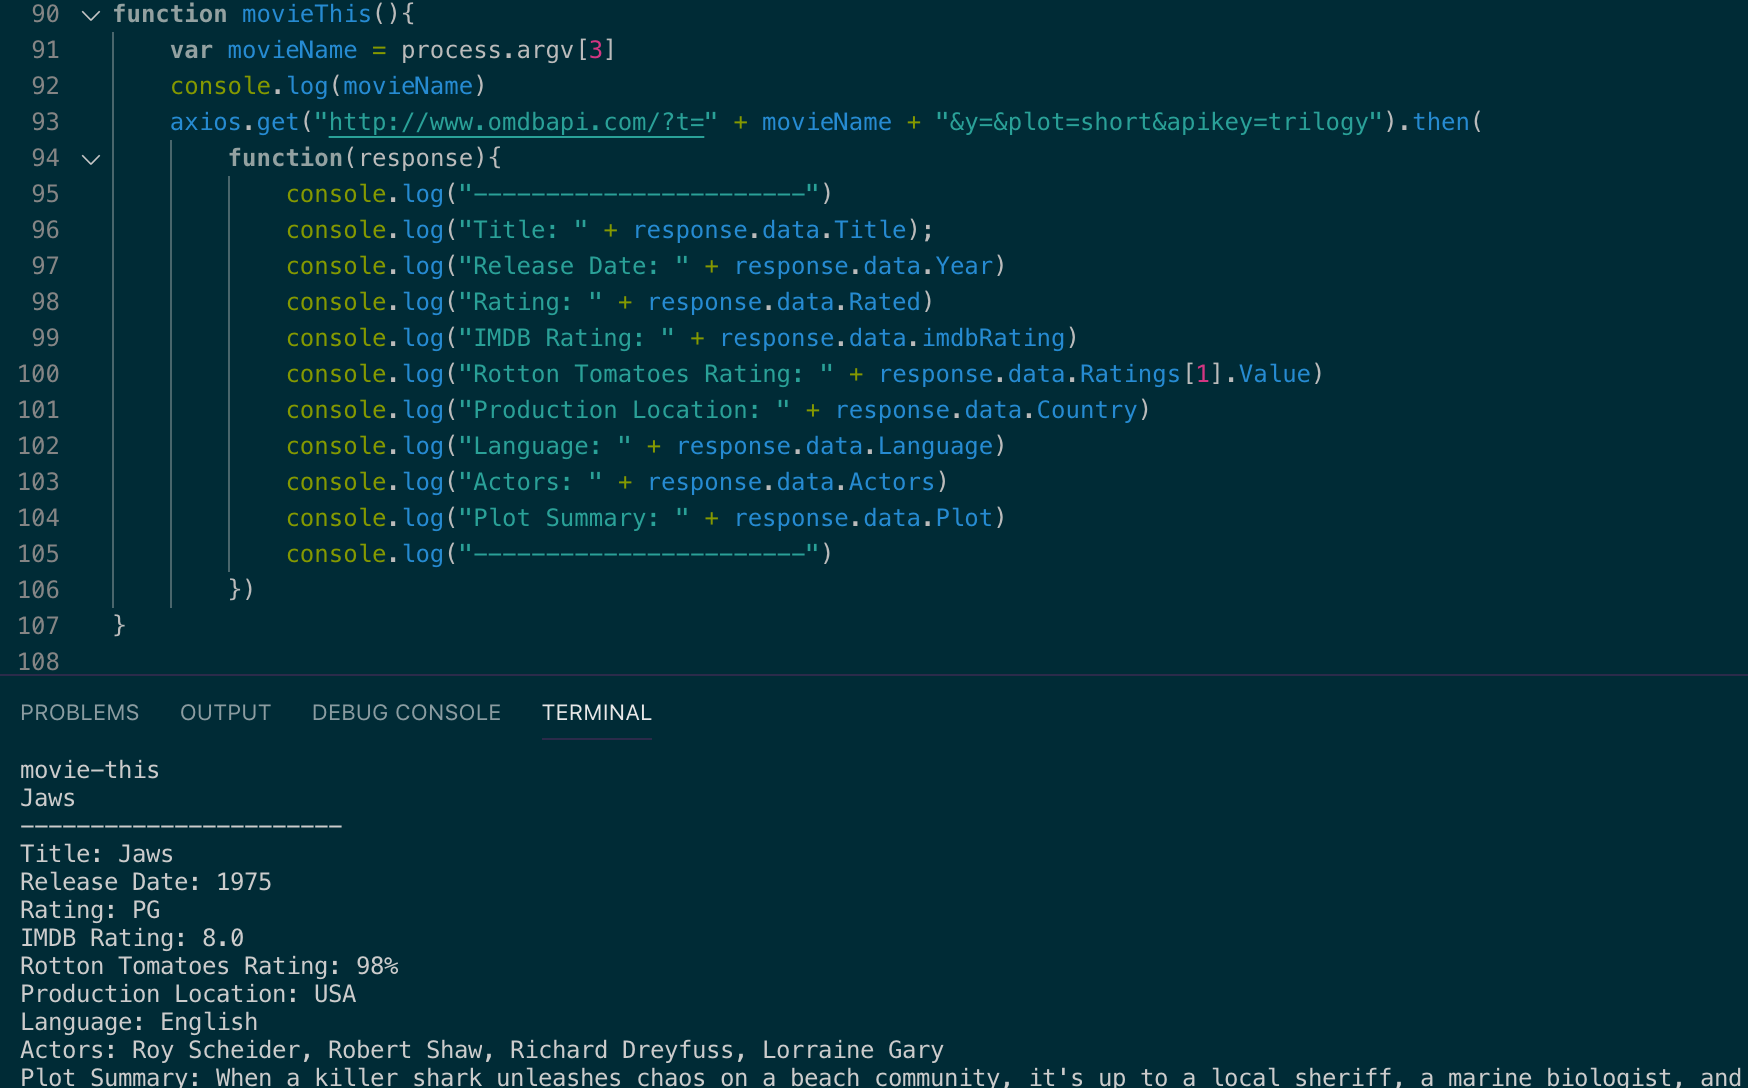 90 function movieThis(){
91 var movieName = process.argv[3]
92 console.log(movieName)
93 axios.get("http://www.omdbapi.com/?t=" + movieName + "&y=&plot=short&apikey=trilogy").then(
94 function(response){
95 console.log("-----------------------")
96 console.log("Title: " + response.data.Title);
97 console.log("Release Date: " + response.data.Year)
98 console.log("Rating: " + response.data.Rated)
99 console.log("IMDB Rating: " + response.data.imdbRating)
100 console.log("Rotton Tomatoes Rating: " + response.data.Ratings[1].Value)
101 console.log("Production Location: " + response.data.Country)
102 console.log("Language: " + response.data.Language)
103 console.log("Actors: " + response.data.Actors)
104 console.log("Plot Summary: " + response.data.Plot)
105 console.log("-----------------------")
106 })
107 }
108
PROBLEMS OUTPUT DEBUG CONSOLE TERMINAL
movie-this
Jaws
-----------------------
Title: Jaws
Release Date: 1975
Rating: PG
IMDB Rating: 8.0
Rotton Tomatoes Rating: 98%
Production Location: USA
Language: English
Actors: Roy Scheider, Robert Shaw, Richard Dreyfuss, Lorraine Gary
Plot Summary: When a killer shark unleashes chaos on a beach community, it's up to a local sheriff, a marine biologist, and